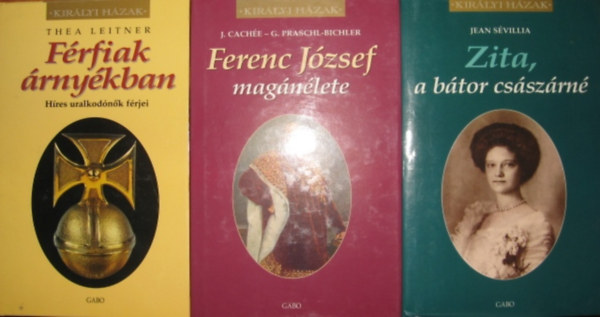 KIRÁLYI HÁZAK
THEA LEITNER
Férfiak
árnyékban
Híres uralkodónők férjei
GABO
KIRÁLYI HÁZAK
J. CACHÉE – G. PRASCHL-BICHLER
Ferenc József
magánélete
GABO
KIRÁLYI HÁZAK
JEAN SÉVILLIA
Zita,
a bátor császárné
GABO